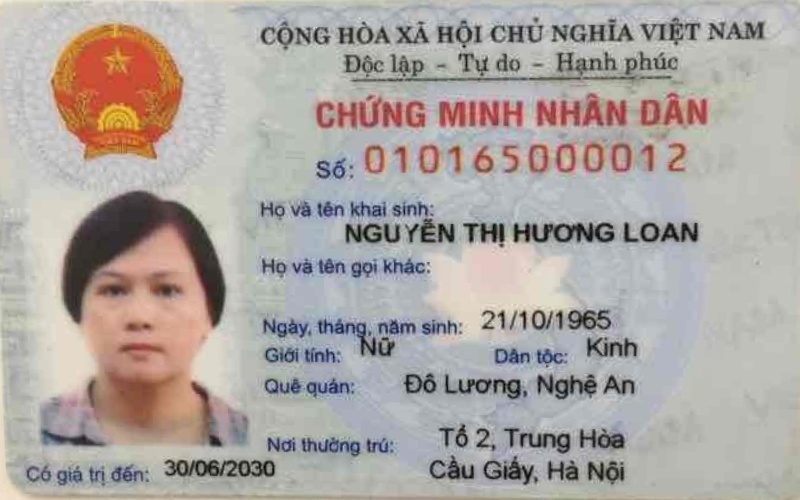 CỘNG HÒA XÃ HỘI CHỦ NGHĨA VIỆT NAM
Độc lập - Tự do - Hạnh phúc
CHỨNG MINH NHÂN DÂN
Số: 010165000012
Họ và tên khai sinh:
NGUYỄN THỊ HƯƠNG LOAN
Họ và tên gọi khác:
Ngày, tháng, năm sinh: 21/10/1965
Giới tính: Nữ Dân tộc: Kinh
Quê quán: Đô Lương, Nghệ An
Nơi thường trú: Tổ 2, Trung Hòa
Cầu Giấy, Hà Nội
Có giá trị đến: 30/06/2030